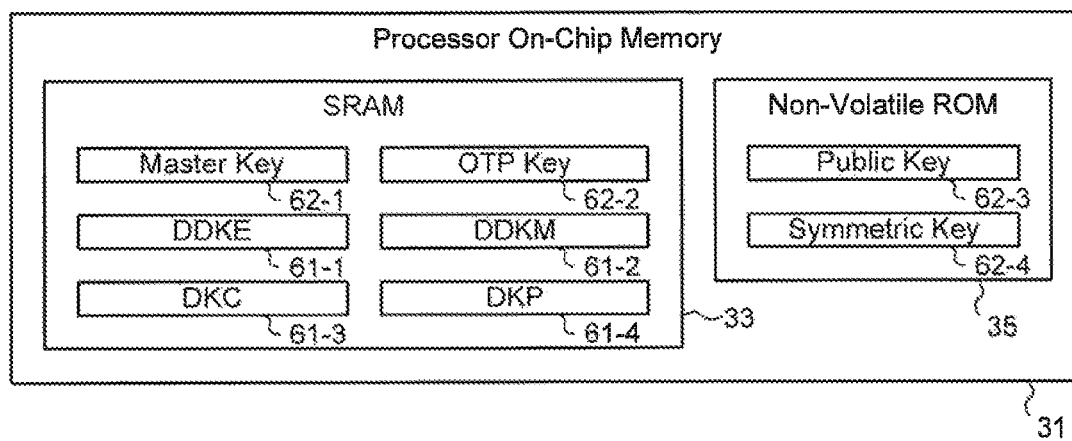 Processor On-Chip Memory
SRAM
Master Key
62-1
OTP Key
62-2
DDKE
61-1
DDKM
61-2
DKC
61-3
DKP
61-4
33
Non-Volatile ROM
Public Key
62-3
Symmetric Key
62-4
35
31